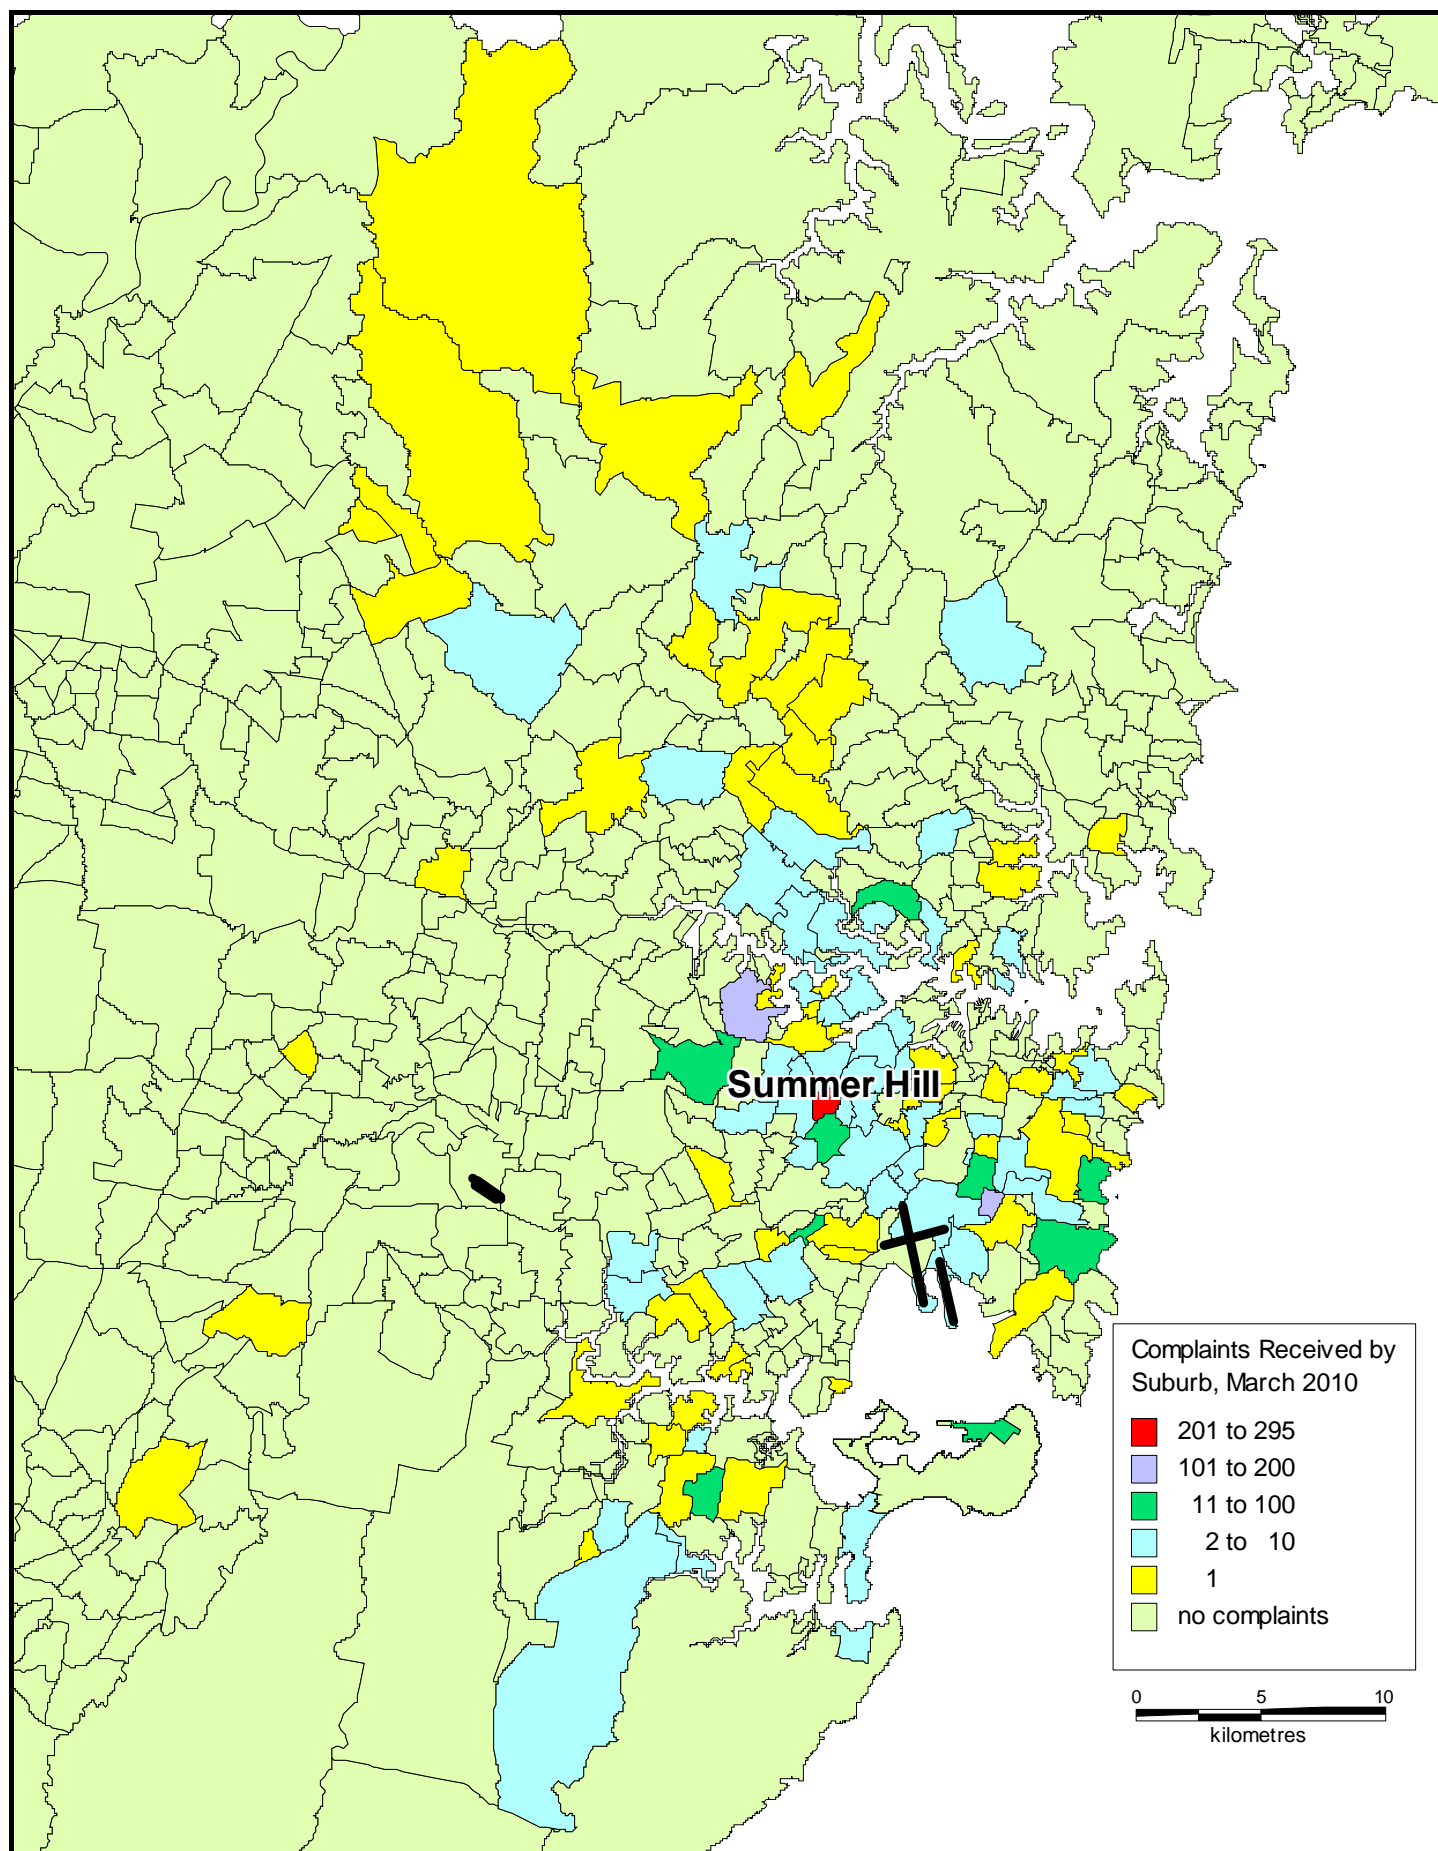 Summer Hill
Complaints Received by
Suburb, March 2010
201 to 295
101 to 200
11 to 100
2 to 10
1
no complaints
0 5 10
kilometres